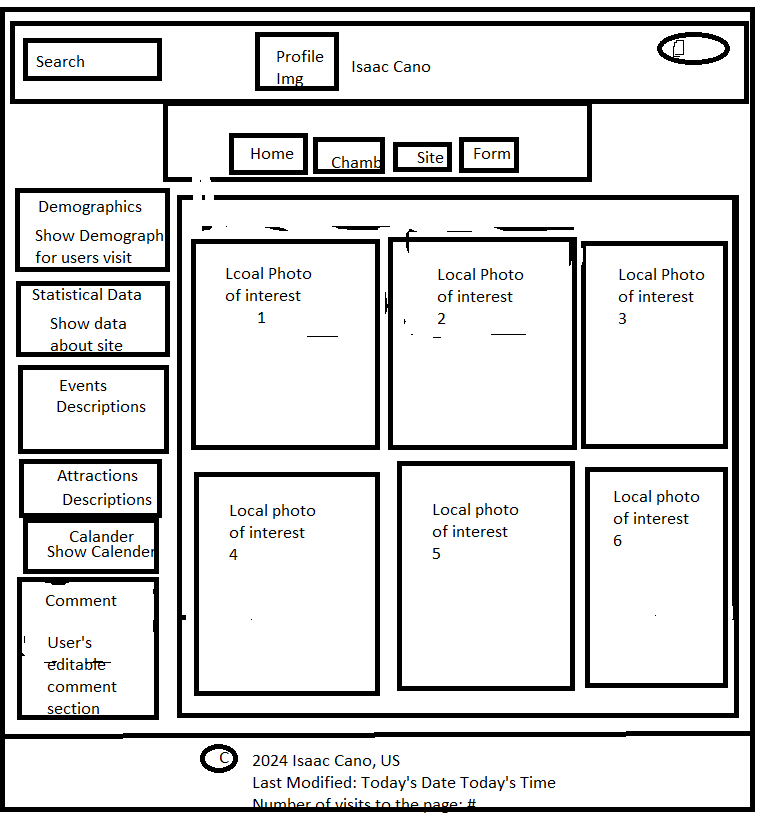 Search
Profile
Img
Isaac Cano
Home
Chamb
Site
Form
Demographics
Show Demograph
for users visit
Statistical Data
Show data
about site
Events
Descriptions
Attractions
Descriptions
Calander
Show Calender
Comment
User's
editable
comment
section
Lcoal Photo
of interest
1
Local Photo
of interest
2
Local Photo
of interest
3
Local photo
of interest
4
Local photo
of interest
5
Local photo
of interest
6
C
2024 Isaac Cano, US
Last Modified: Today's Date Today's Time
Number of visits to the page: #